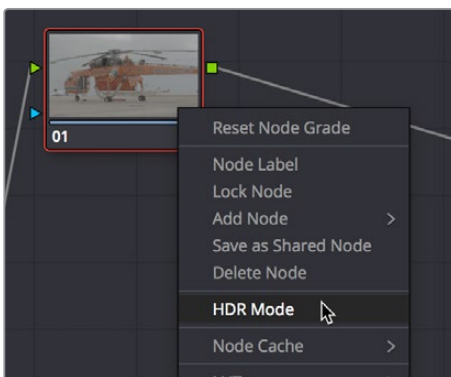 01
Reset Node Grade
Node Label
Lock Node
Add Node >
Save as Shared Node
Delete Node
HDR Mode
Node Cache >